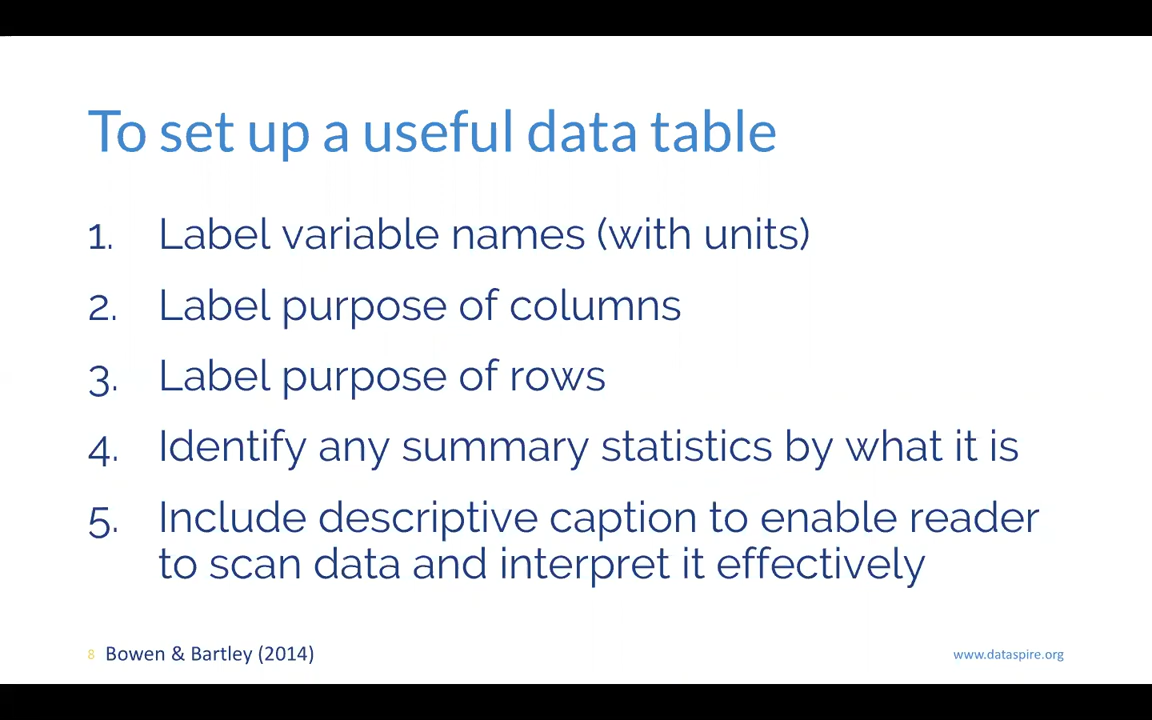 To set up a useful data table
1. Label variable names (with units)
2. Label purpose of columns
3. Label purpose of rows
4. Identify any summary statistics by what it is
5. Include descriptive caption to enable reader
to scan data and interpret it effectively
8 Bowen & Bartley (2014)
www.dataspire.org